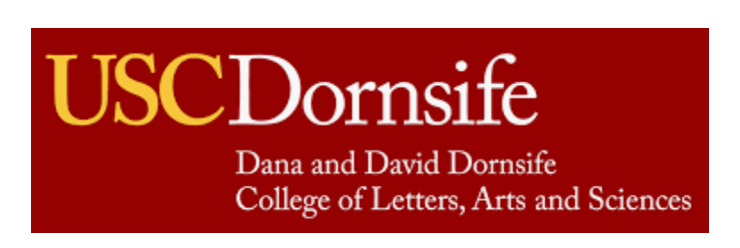 USCDornsife
Dana and David Dornsife
College of Letters, Arts and Sciences